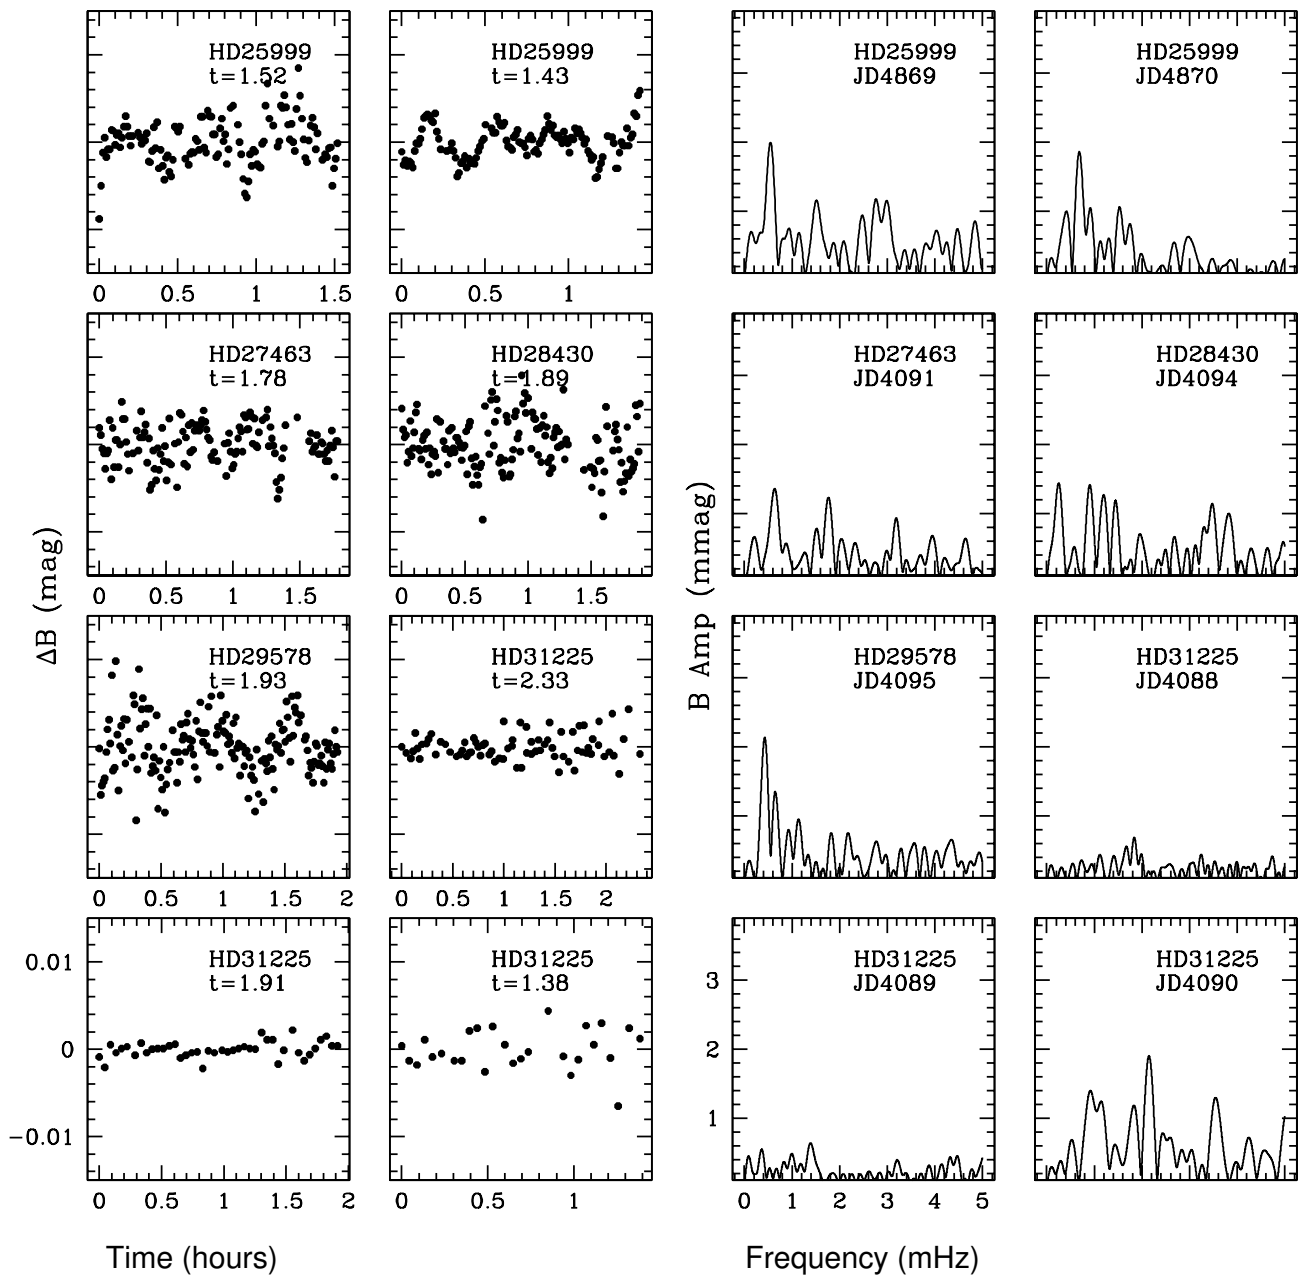 HD25999
t=1.52
HD25999
t=1.43
HD25999
JD4869
HD25999
JD4870
0 0.5 1 1.5
0 0.5 1
HD27463
t=1.78
HD28430
t=1.89
HD27463
JD4091
HD28430
JD4094
0 0.5 1 1.5
0 0.5 1 1.5
ΔB (mag)
B Amp (mmag)
HD29578
t=1.93
HD31225
t=2.33
HD29578
JD4095
HD31225
JD4088
0 0.5 1 1.5 2
0 0.5 1 1.5 2
HD31225
t=1.91
HD31225
t=1.38
HD31225
JD4089
HD31225
JD4090
0.01
0
−0.01
3
2
1
0 0.5 1 1.5 2
0 0.5 1
0 1 2 3 4 5
Time (hours)
Frequency (mHz)